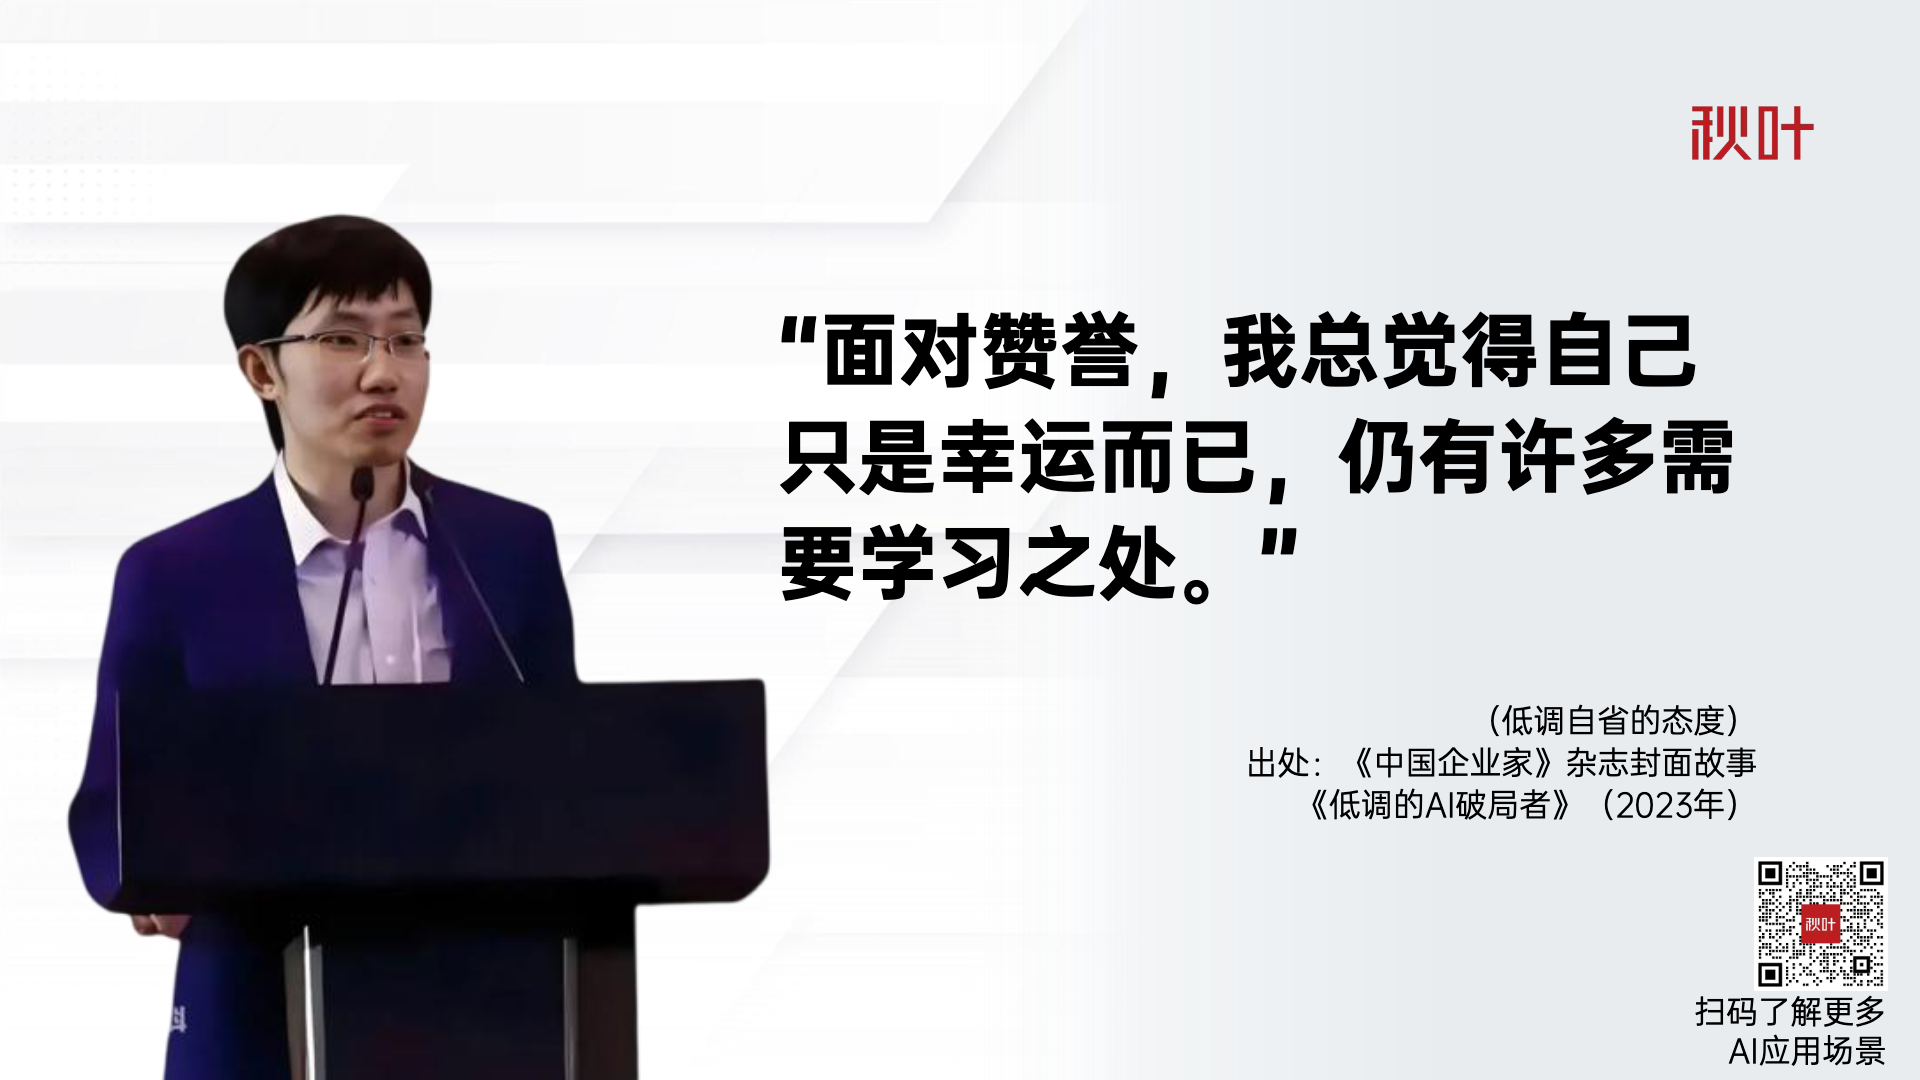 秋叶
“面对赞誉，我总觉得自己
只是幸运而已，仍有许多需
要学习之处。”
（低调自省的态度）
出处：《中国企业家》杂志封面故事
《低调的AI破局者》（2023年）
秋叶
扫码了解更多
AI应用场景